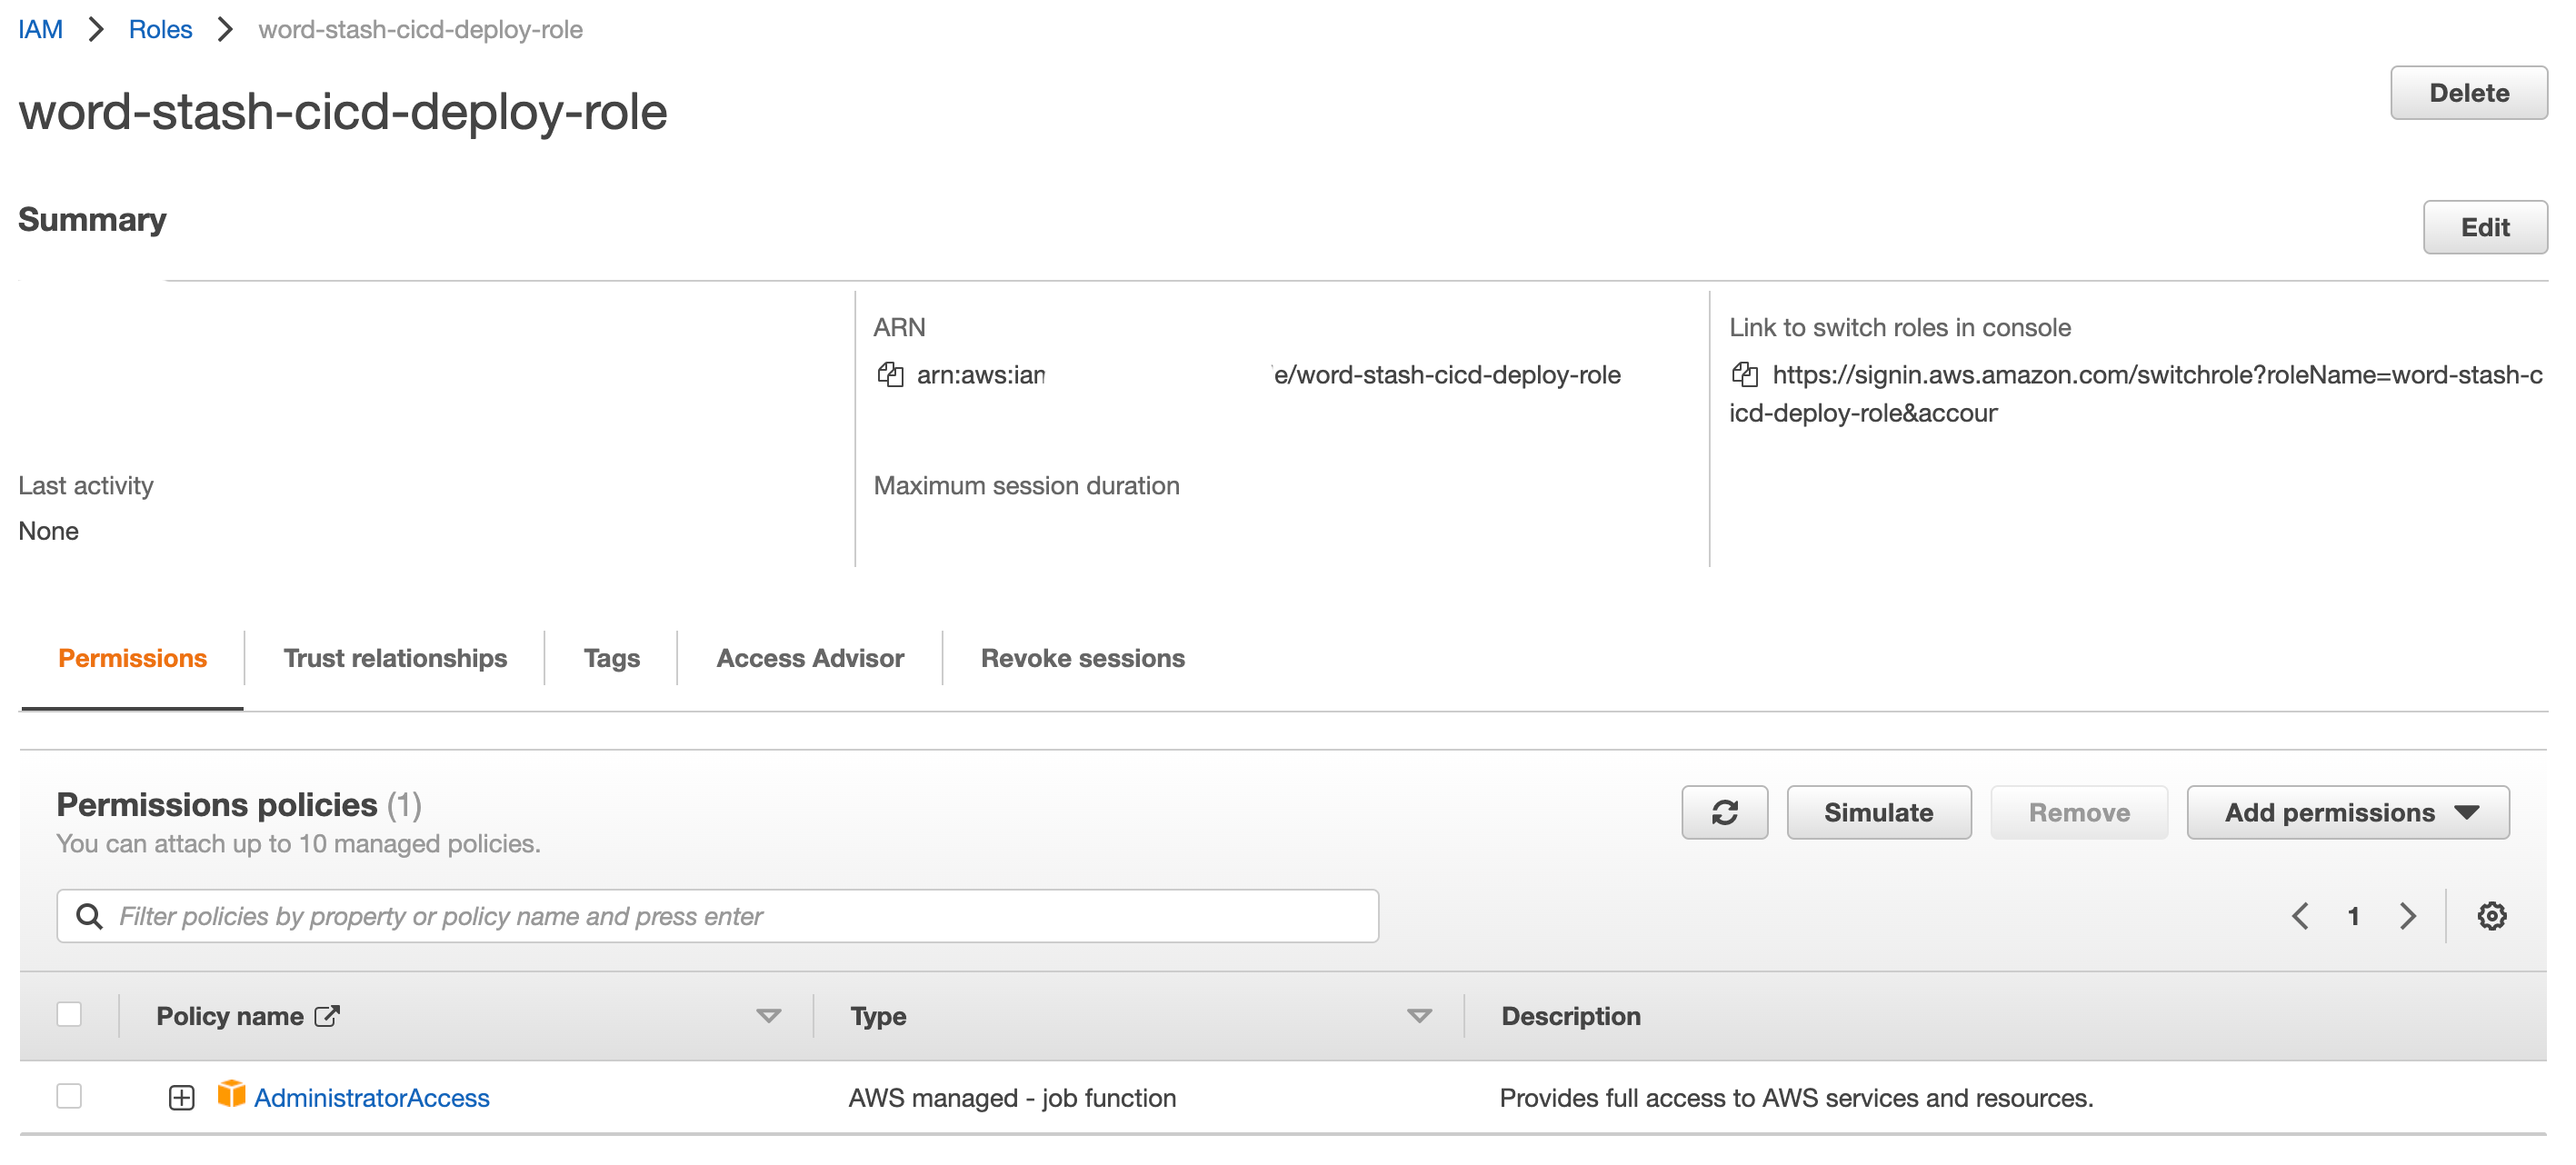 IAM > Roles > word-stash-cicd-deploy-role
word-stash-cicd-deploy-role
Delete
Summary
Edit
ARN
arn:aws:iam e/word-stash-cicd-deploy-role
Link to switch roles in console
https://signin.aws.amazon.com/switchrole?roleName=word-stash-c
icd-deploy-role&accour
Last activity
None
Maximum session duration
Permissions
Trust relationships
Tags
Access Advisor
Revoke sessions
Permissions policies (1)
You can attach up to 10 managed policies.
Simulate
Remove
Add permissions
Filter policies by property or policy name and press enter
1
Policy name
Type
Description
AdministratorAccess
AWS managed - job function
Provides full access to AWS services and resources.